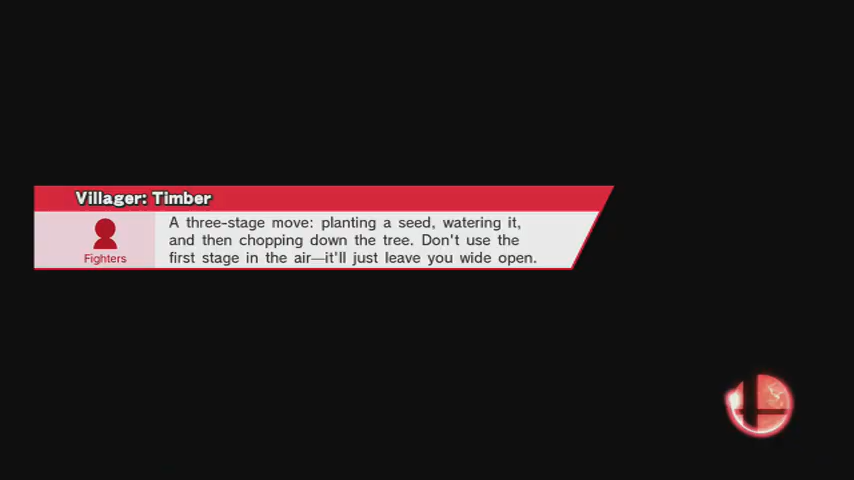 Villager: Timber
A three-stage move: planting a seed, watering it,
and then chopping down the tree. Don't use the
first stage in the air—it'll just leave you wide open.
Fighters